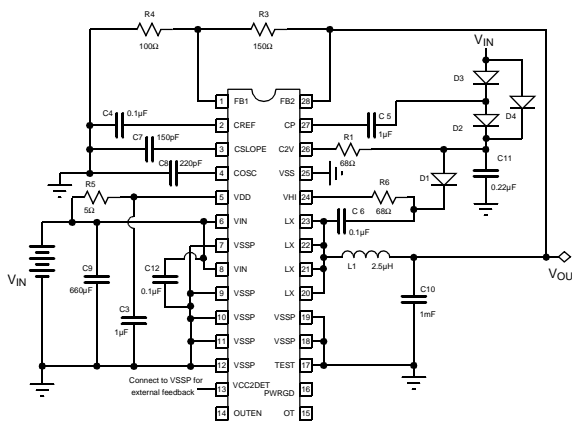 R4
100Ω
R3
150Ω
VIN
D3
D4
D2
1 FB1
FB2 28
C4 0.1µF
2 CREF
CP 27
C 5
1µF
C7 150pF
3 CSLOPE
C2V 26
R1
68Ω
C8 220pF
4 COSC
VSS 25
D1
C11
0.22µF
R5
5Ω
5 VDD
VHI 24
R6
68Ω
6 VIN
LX 23
C 6
0.1µF
7 VSSP
LX 22
VIN
C9
660µF
C12
0.1µF
8 VIN
LX 21
L1 2.5µH
VOU
9 VSSP
LX 20
C10
1mF
C3
1µF
10 VSSP
VSSP 19
11 VSSP
VSSP 18
12 VSSP
TEST 17
Connect to VSSP for
external feedback
13 VCC2DET
PWRGD 16
14 OUTEN
OT 15